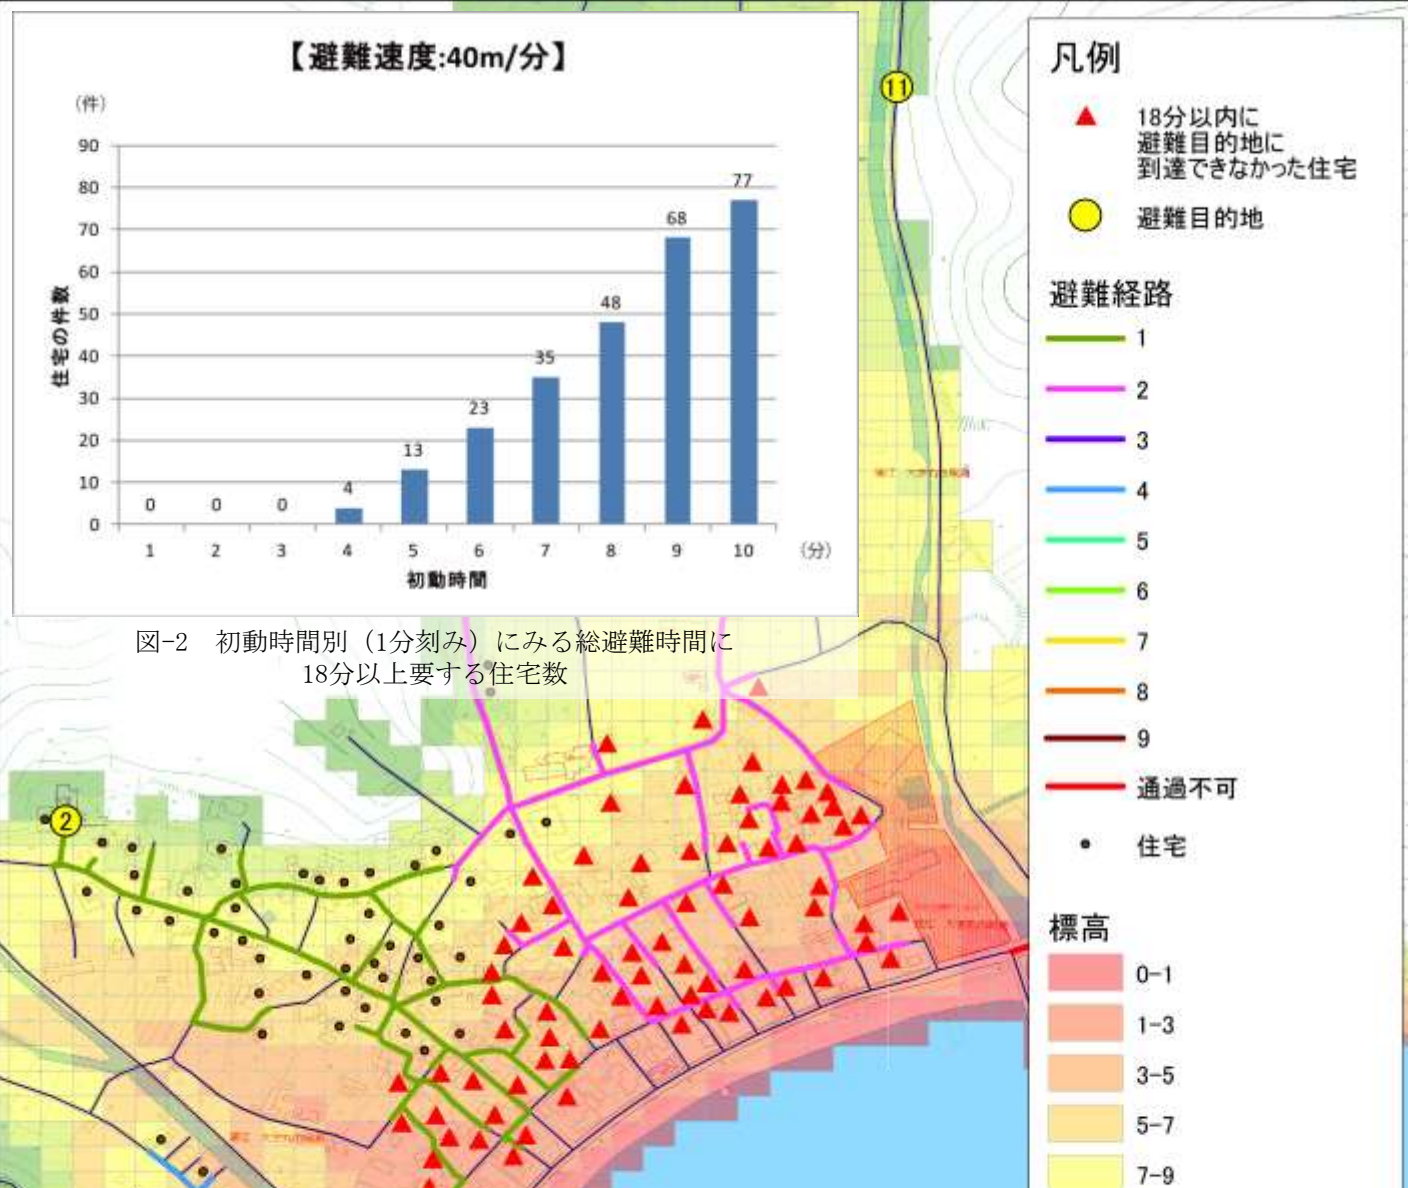 【避難速度:40m/分】
(件)
90
80
70
60
50
40
30
20
10
0
住宅の件数
0
0
0
4
13
23
35
48
68
77
1
2
3
4
5
6
7
8
9
10
(分)
初動時間
図-2 初動時間別（1分刻み）にみる総避難時間に
18分以上要する住宅数
11
2
凡例
18分以内に
避難目的地に
到達できなかった住宅
避難目的地
避難経路
1
2
3
4
5
6
7
8
9
通過不可
住宅
標高
0-1
1-3
3-5
5-7
7-9